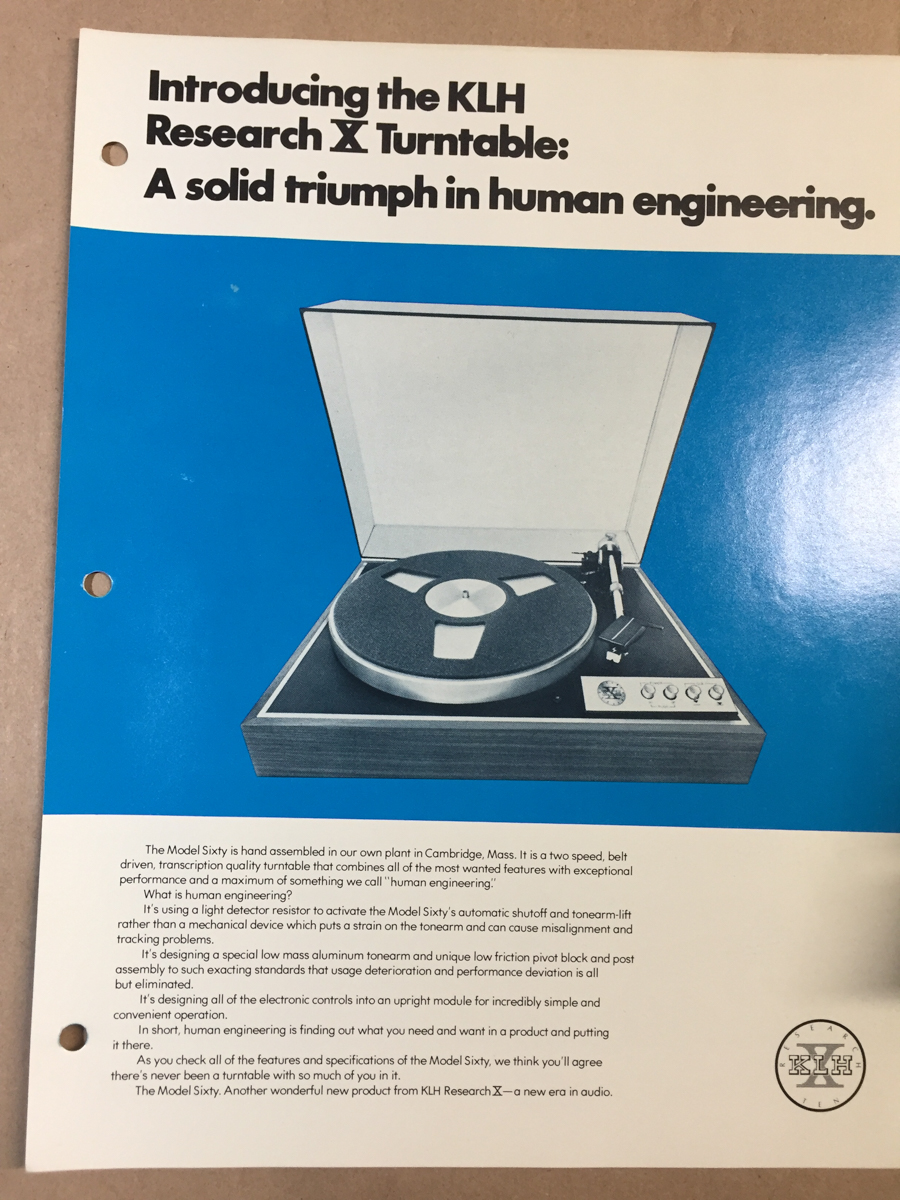 Introducing the KLH
Research X Turntable:
A solid triumph in human engineering.
The Model Sixty is hand assembled in our own plant in Cambridge, Mass. It is a two speed, belt
driven, transcription quality turntable that combines all of the most wanted features with exceptional
performance and a maximum of something we call "human engineering."
What is human engineering?
It's using a light detector resistor to activate the Model Sixty's automatic shutoff and tonearm-lift
rather than a mechanical device which puts a strain on the tonearm and can cause misalignment and
tracking problems.
It's designing a special low mass aluminum tonearm and unique low friction pivot block and post
assembly to such exacting standards that usage deterioration and performance deviation is all
but eliminated.
It's designing all of the electronic controls into an upright module for incredibly simple and
convenient operation.
In short, human engineering is finding out what you need and want in a product and putting
it there.
As you check all of the features and specifications of the Model Sixty, we think you'll agree
there's never been a turntable with so much of you in it.
The Model Sixty. Another wonderful new product from KLH Research X—a new era in audio.
RESEARCH
X
KLH
TEN